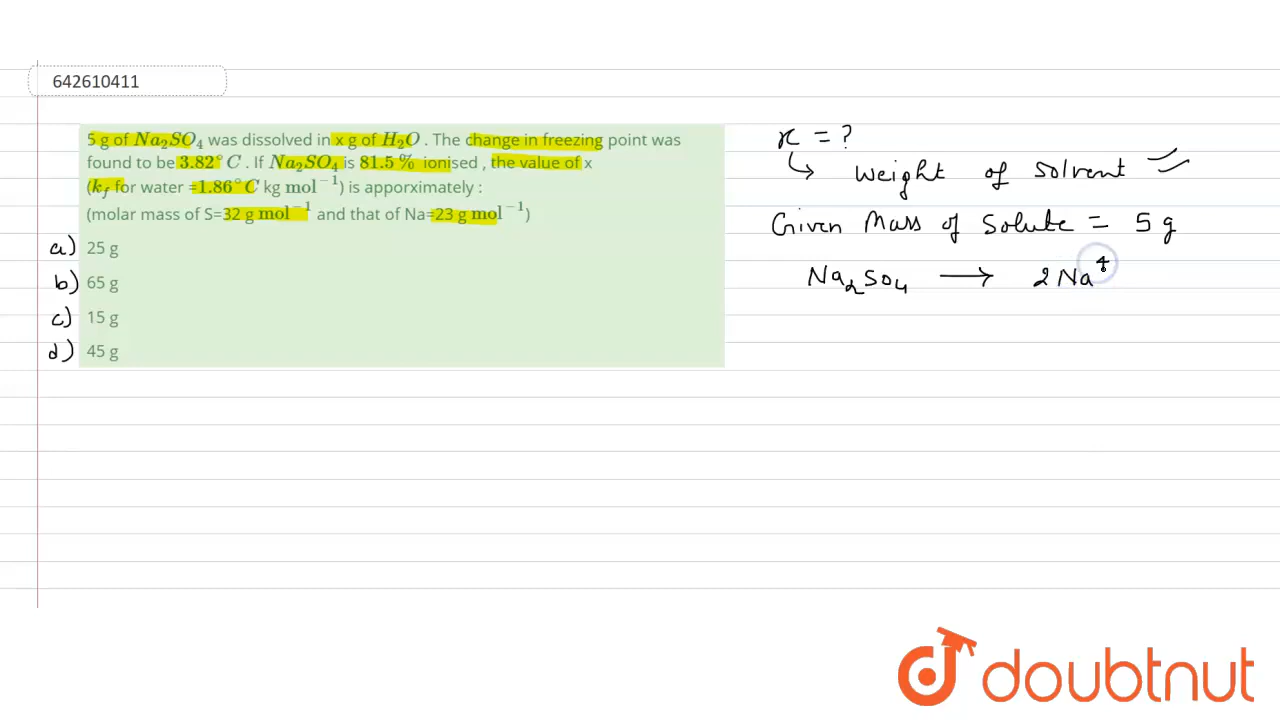 642610411
5 g of Na₂SO₄ was dissolved in x g of H₂O . The change in freezing point was
found to be 3.82°C . If Na₂SO₄ is 81.5% ionised , the value of x
(k_f for water =1.86°C kg mol⁻¹) is apporximately :
(molar mass of S=32 g mol⁻¹ and that of Na=23 g mol⁻¹)
a) 25 g
b) 65 g
c) 15 g
d) 45 g
x = ?
↳ weight of solvent
Given Mass of Solute = 5 g
Na₂SO₄ ⟶ 2Na⁺
doubtnut